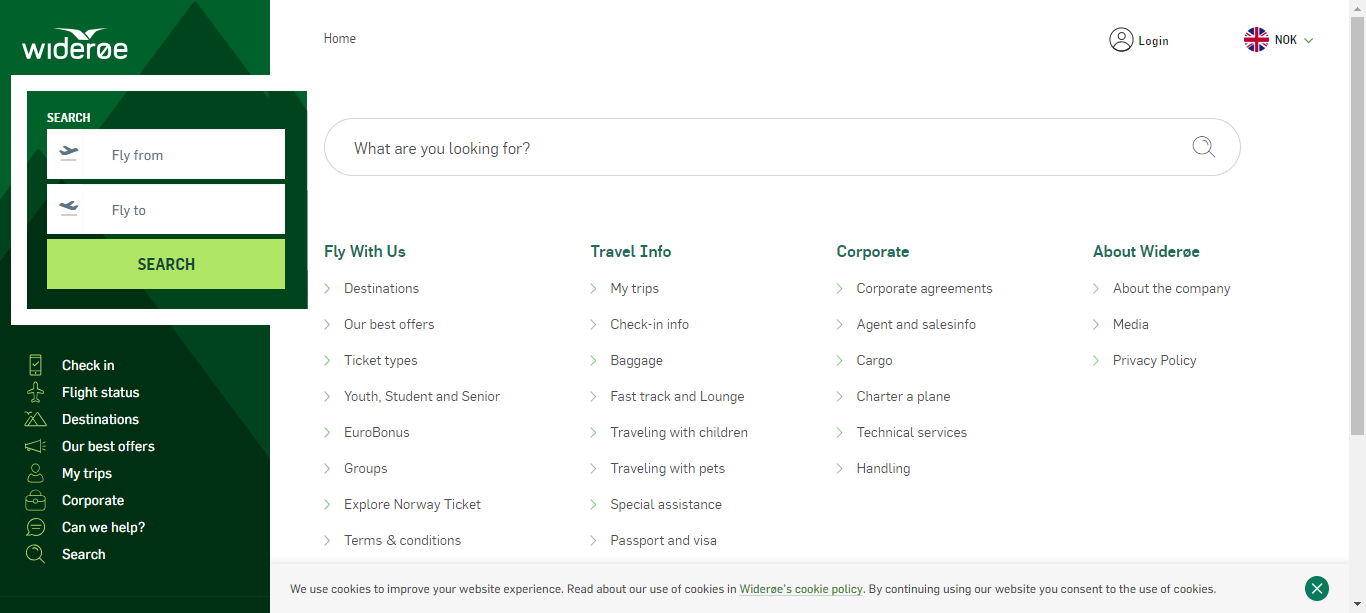 widerøe
Home
Login
NOK
SEARCH
Fly from
Fly to
SEARCH
What are you looking for?
Check in
Flight status
Destinations
Our best offers
My trips
Corporate
Can we help?
Search
Fly With Us
Destinations
Our best offers
Ticket types
Youth, Student and Senior
EuroBonus
Groups
Explore Norway Ticket
Terms & conditions
Travel Info
My trips
Check-in info
Baggage
Fast track and Lounge
Traveling with children
Traveling with pets
Special assistance
Passport and visa
Corporate
Corporate agreements
Agent and salesinfo
Cargo
Charter a plane
Technical services
Handling
About Widerøe
About the company
Media
Privacy Policy
We use cookies to improve your website experience. Read about our use of cookies in Widerøe's cookie policy. By continuing using our website you consent to the use of cookies.